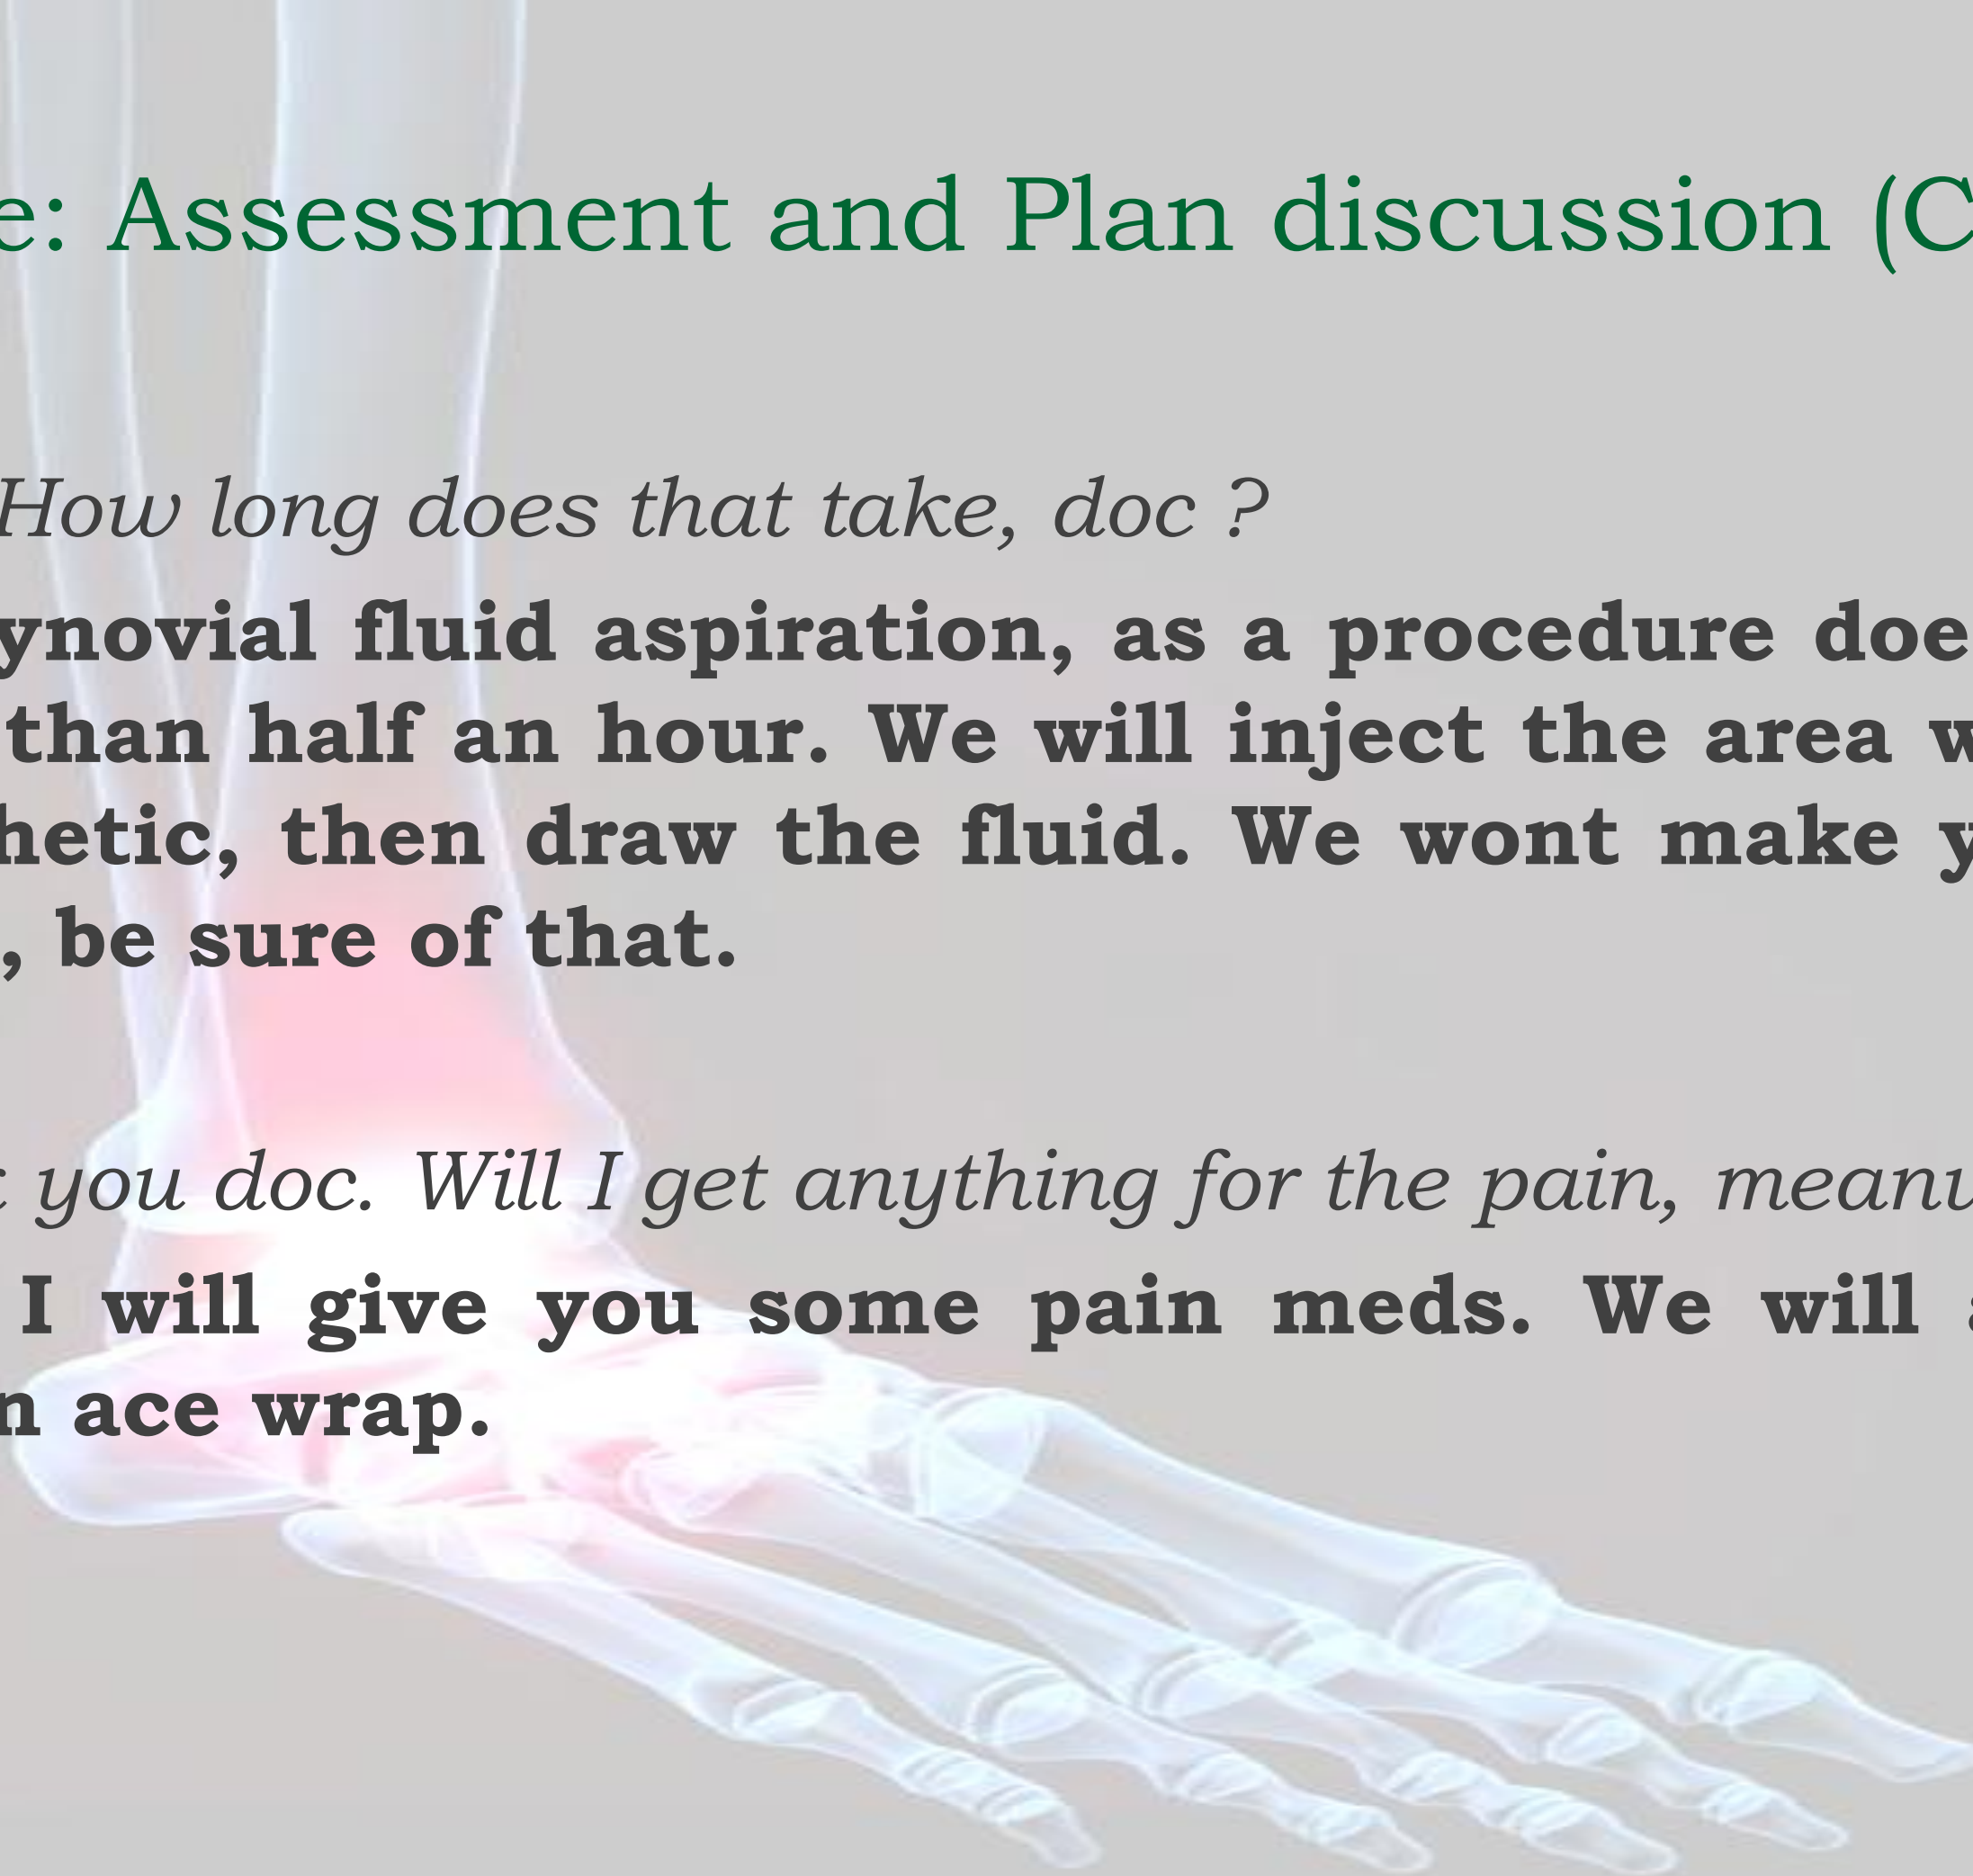 e: Assessment and Plan discussion (C
How long does that take, doc ?
ynovial fluid aspiration, as a procedure doe
than half an hour. We will inject the area w
hetic, then draw the fluid. We wont make y
, be sure of that.
you doc. Will I get anything for the pain, meanw
I will give you some pain meds. We will a
n ace wrap.